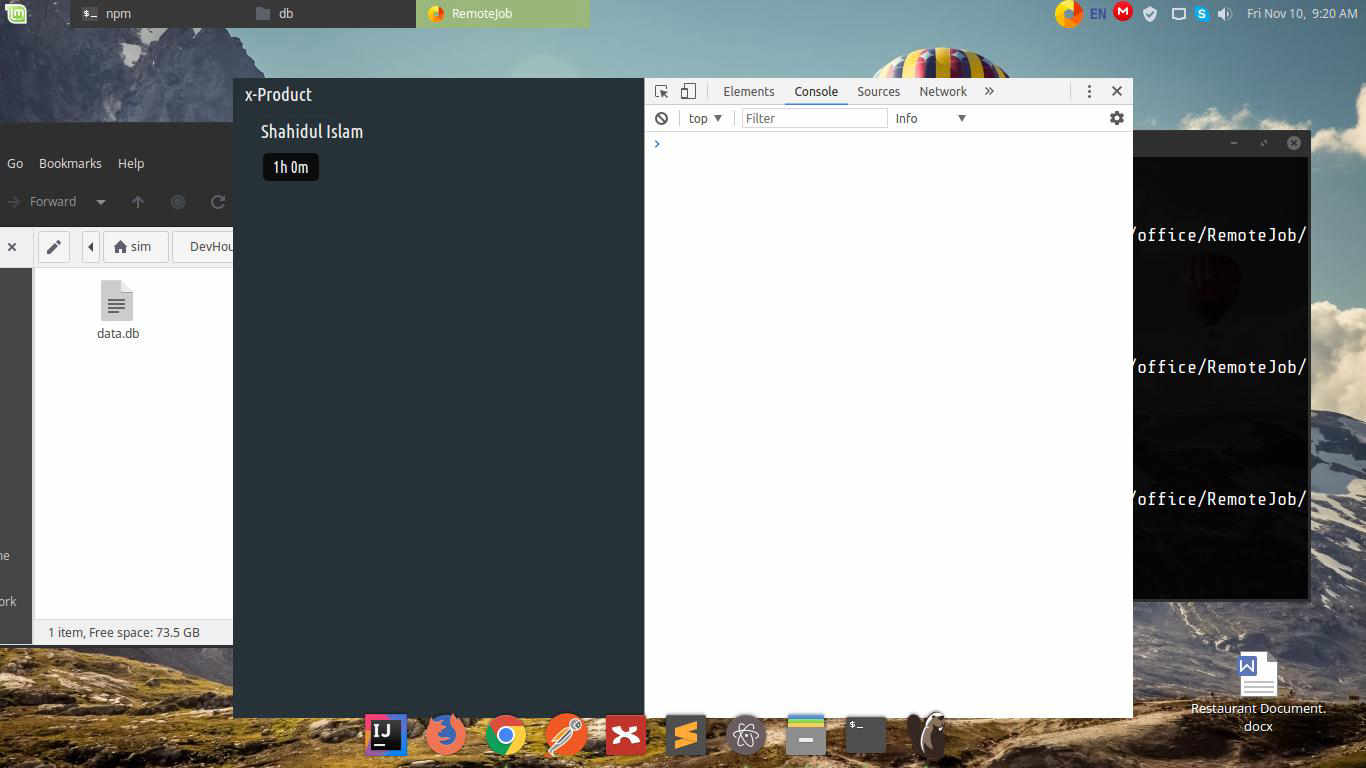 npm
db
RemoteJob
EN
Fri Nov 10, 9:20 AM
Go Bookmarks Help
Forward
sim
DevHou
data.db
1 item, Free space: 73.5 GB
x-Product
Shahidul Islam
1h 0m
Elements Console Sources Network »
top ▼ Filter Info ▼
/office/RemoteJob/
/office/RemoteJob/
/office/RemoteJob/
Restaurant Document.
docx
IJ
$_